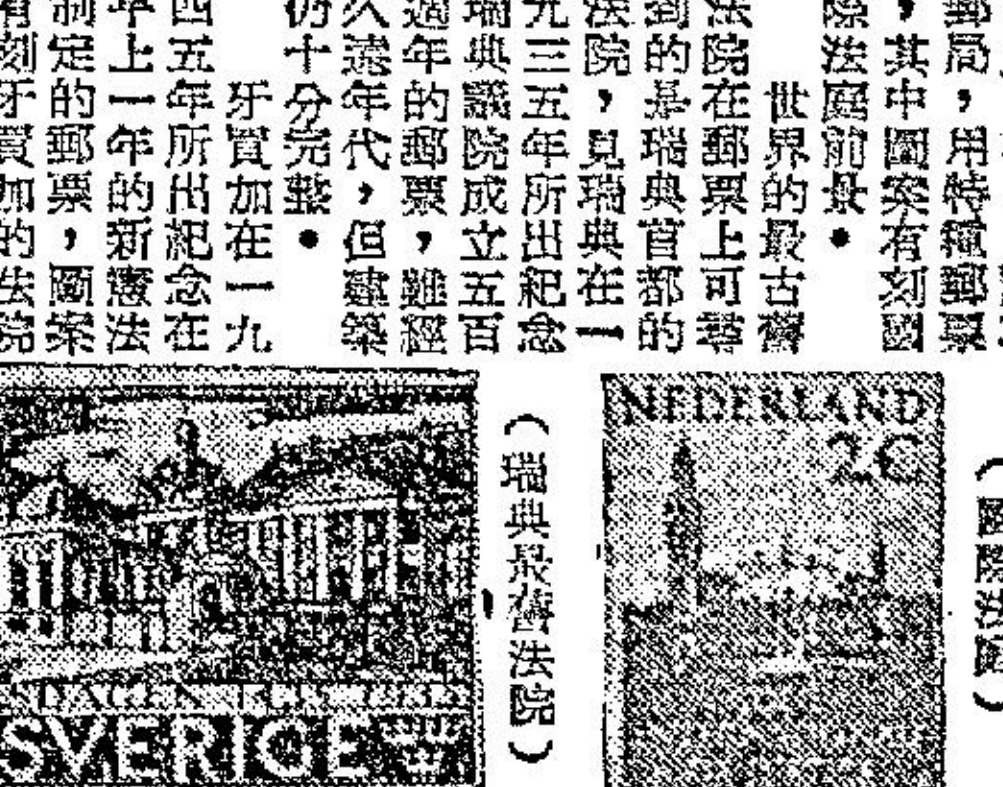 郵局,用特種郵票
,其中圖案有刻國
際法庭前景•
世界的最古舊
法院在郵票上可尋
到的是瑞典首都的
法院,見瑞典在一
九三五年所出紀念
瑞典議院成立五百
週年的郵票,雖經
久遠年代,但建築
仍十分完整•
牙買加在一九
四五年所出紀念在
年上一年的新憲法
制定的郵票,圖案
有刻牙買加的法院
(國際法
NEDERLAND
2C
(瑞典最舊法院)
SVERIGE